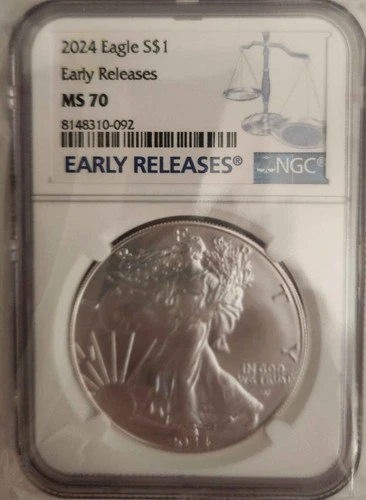 2024 Eagle S$1
Early Releases
MS 70
8148310-092
EARLY RELEASES®
NGC®
T
Y
IN GOD
WE TRUST